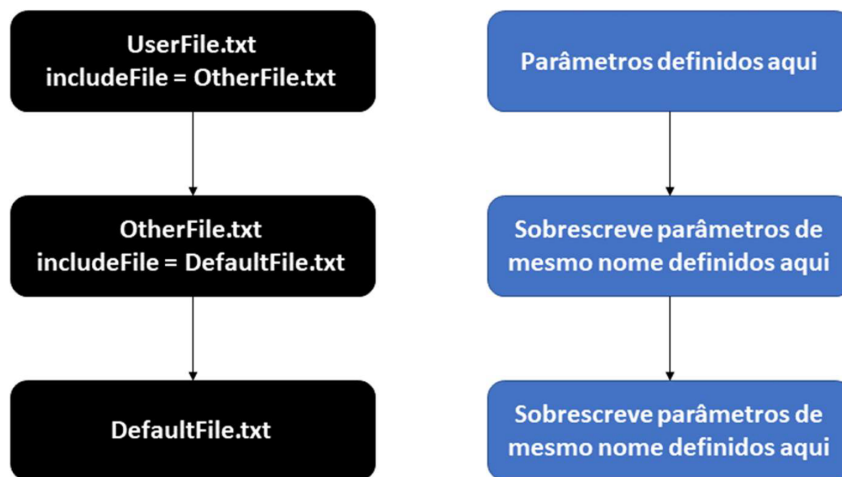 UserFile.txt
includeFile = OtherFile.txt
Parâmetros definidos aqui
OtherFile.txt
includeFile = DefaultFile.txt
Sobrescreve parâmetros de
mesmo nome definidos aqui
DefaultFile.txt
Sobrescreve parâmetros de
mesmo nome definidos aqui